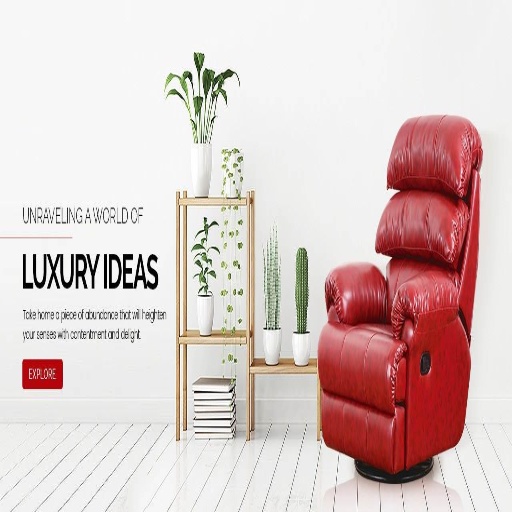 UNRAVELING A WORLD OF
LUXURY IDEAS
Take home a piece of abundance that will heighten
your senses with contentment and delight.
EXPLORE